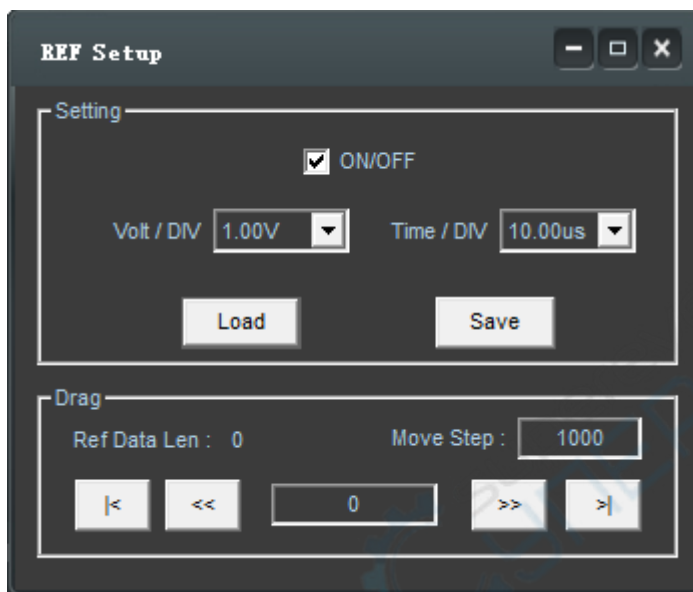 REF Setup
Setting
ON/OFF
Volt / DIV 1.00V Time / DIV 10.00us
Load Save
Drag
Ref Data Len : 0 Move Step : 1000
|< << 0 >> >|